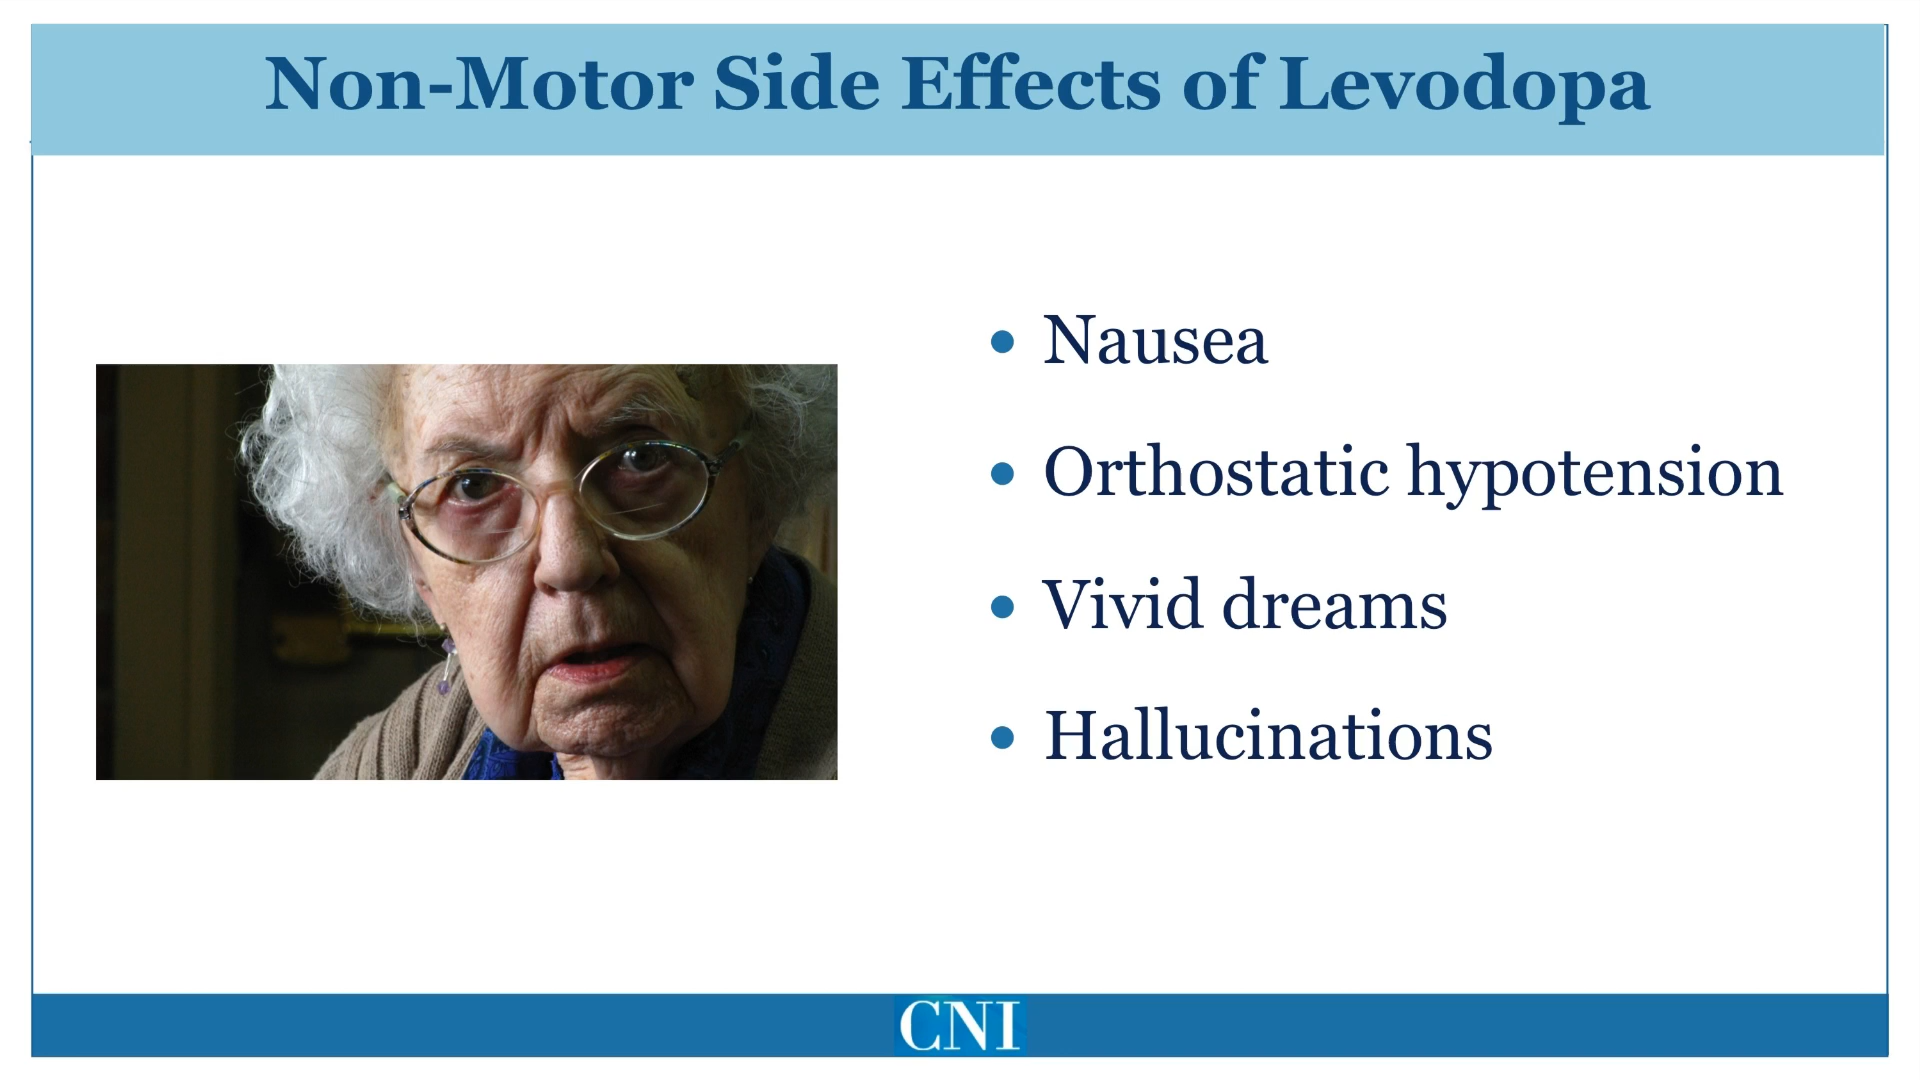 Non-Motor Side Effects of Levodopa
• Nausea
• Orthostatic hypotension
• Vivid dreams
• Hallucinations
CNI